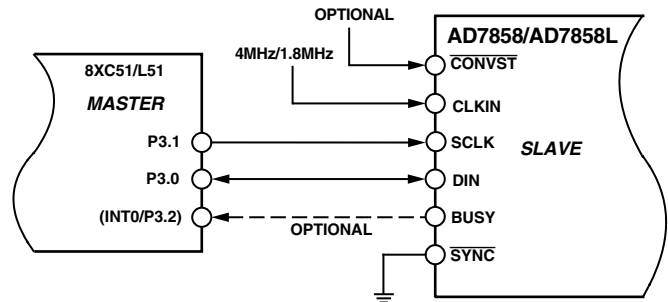 OPTIONAL
AD7858/AD7858L
8XC51/L51
MASTER
4MHz/1.8MHz
CONVST
CLKIN
P3.1
SCLK
SLAVE
P3.0
DIN
(INT0/P3.2)
BUSY
OPTIONAL
SYNC